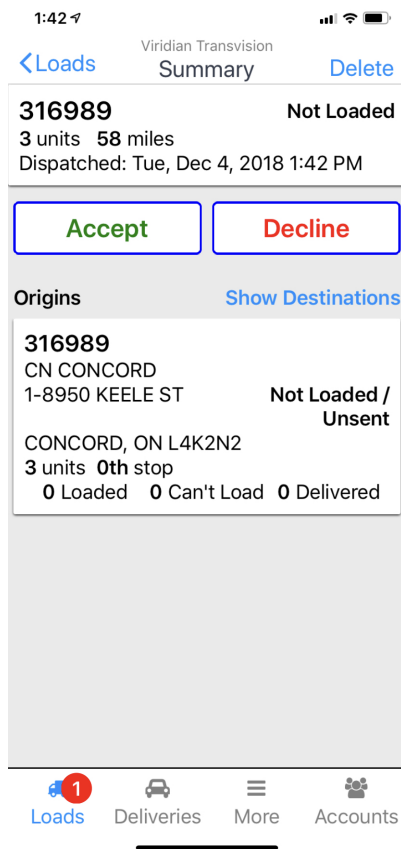 1:42
Viridian Transvision
Loads
Summary
Delete
316989
Not Loaded
3 units 58 miles
Dispatched: Tue, Dec 4, 2018 1:42 PM
Accept
Decline
Origins
Show Destinations
316989
CN CONCORD
1-8950 KEELE ST
Not Loaded /
Unsent
CONCORD, ON L4K2N2
3 units 0th stop
0 Loaded 0 Can't Load 0 Delivered
1
Loads
Deliveries
More
Accounts